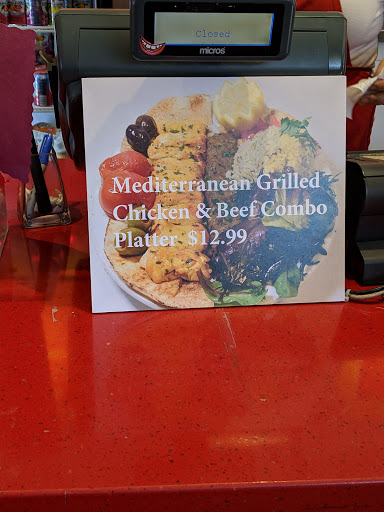 Closed
micros
Mediterranean Grilled
Chicken & Beef Combo
Platter $12.99